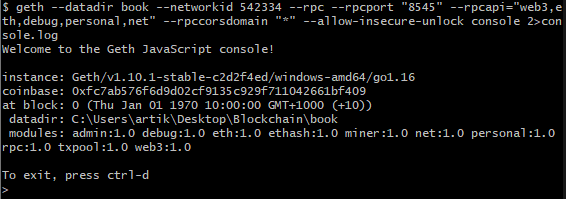 $ geth --datadir book --networkid 542334 --rpc --rpcport "8545" --rpcapi="web3,e
th,debug,personal,net" --rpccorsdomain "*" --allow-insecure-unlock console 2>con
sole.log
Welcome to the Geth JavaScript console!
instance: Geth/v1.10.1-stable-c2d2f4ed/windows-amd64/go1.16
coinbase: 0xfc7ab576f6d9d02cf9135c929f711042661bf409
at block: 0 (Thu Jan 01 1970 10:00:00 GMT+1000 (+10))
datadir: C:\Users\artik\Desktop\Blockchain\book
modules: admin:1.0 debug:1.0 eth:1.0 ethash:1.0 miner:1.0 net:1.0 personal:1.0
rpc:1.0 txpool:1.0 web3:1.0
To exit, press ctrl-d
>